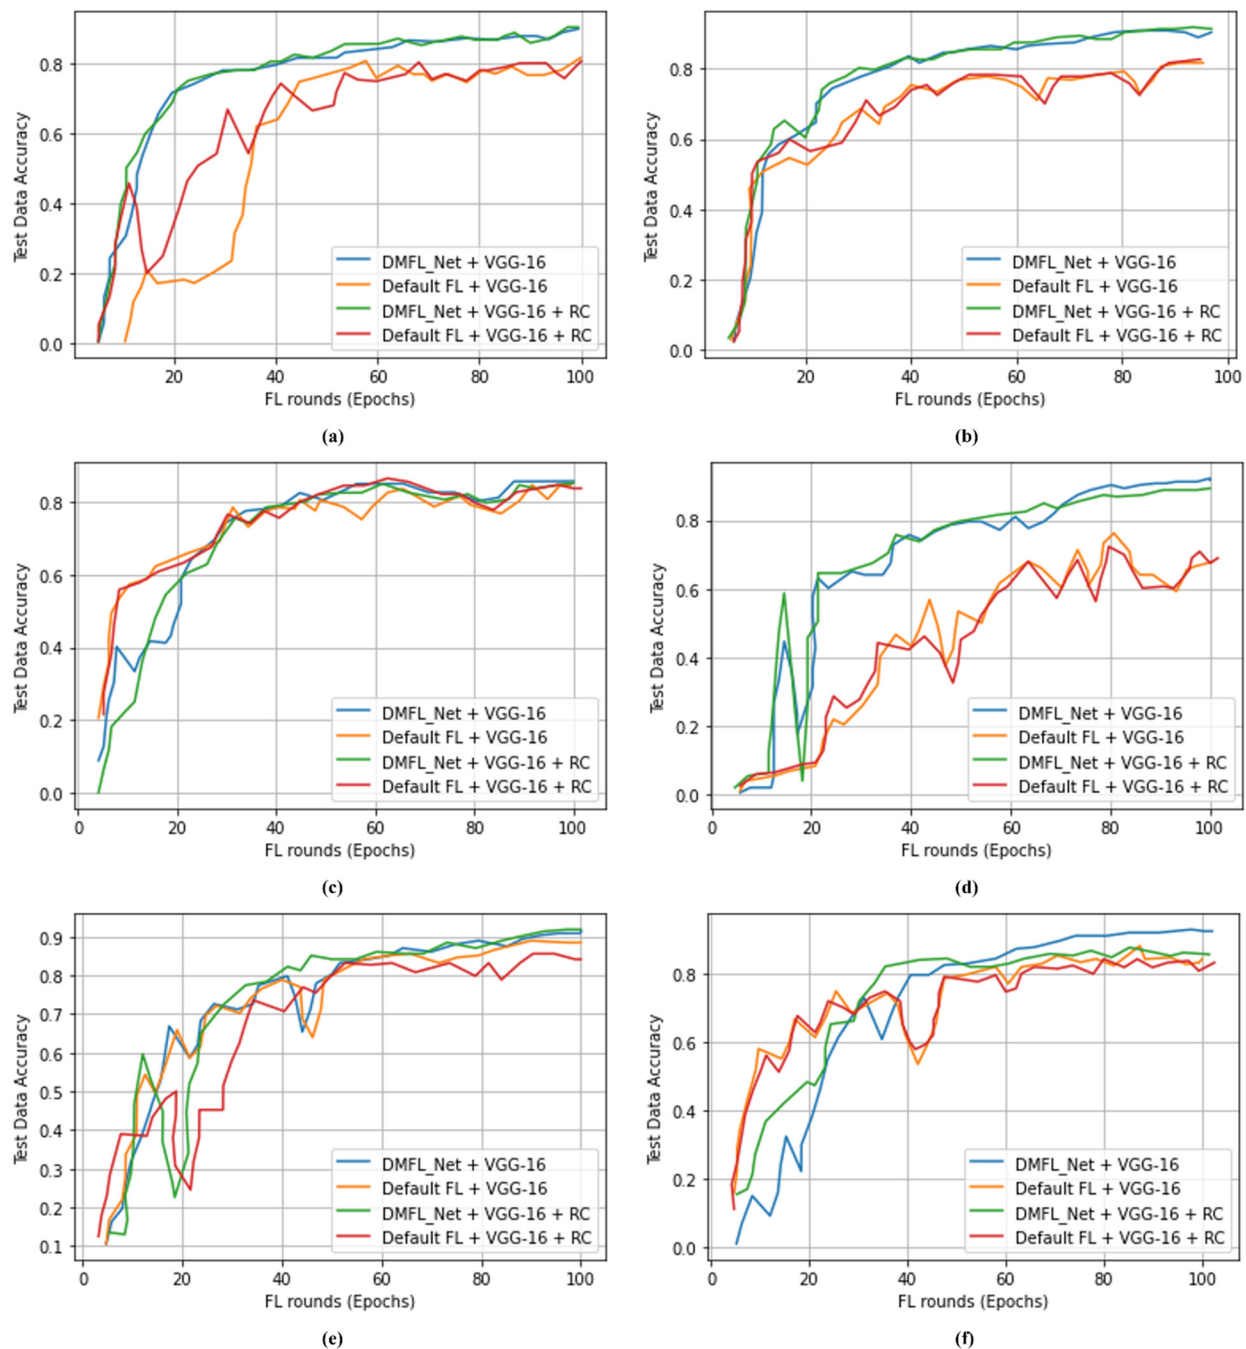 0.8
0.6
0.4
0.2
0.0
Test Data Accuracy
DMFL_Net + VGG-16
Default FL + VGG-16
DMFL_Net + VGG-16 + RC
Default FL + VGG-16 + RC
20 40 60 80 100
FL rounds (Epochs)
(a)
0.8
0.6
0.4
0.2
0.0
Test Data Accuracy
DMFL_Net + VGG-16
Default FL + VGG-16
DMFL_Net + VGG-16 + RC
Default FL + VGG-16 + RC
20 40 60 80 100
FL rounds (Epochs)
(b)
0.8
0.6
0.4
0.2
0.0
Test Data Accuracy
DMFL_Net + VGG-16
Default FL + VGG-16
DMFL_Net + VGG-16 + RC
Default FL + VGG-16 + RC
0 20 40 60 80 100
FL rounds (Epochs)
(c)
0.8
0.6
0.4
0.2
0.0
Test Data Accuracy
DMFL_Net + VGG-16
Default FL + VGG-16
DMFL_Net + VGG-16 + RC
Default FL + VGG-16 + RC
0 20 40 60 80 100
FL rounds (Epochs)
(d)
0.9
0.8
0.7
0.6
0.5
0.4
0.3
0.2
0.1
Test Data Accuracy
DMFL_Net + VGG-16
Default FL + VGG-16
DMFL_Net + VGG-16 + RC
Default FL + VGG-16 + RC
0 20 40 60 80 100
FL rounds (Epochs)
(e)
0.8
0.6
0.4
0.2
0.0
Test Data Accuracy
DMFL_Net + VGG-16
Default FL + VGG-16
DMFL_Net + VGG-16 + RC
Default FL + VGG-16 + RC
0 20 40 60 80 100
FL rounds (Epochs)
(f)